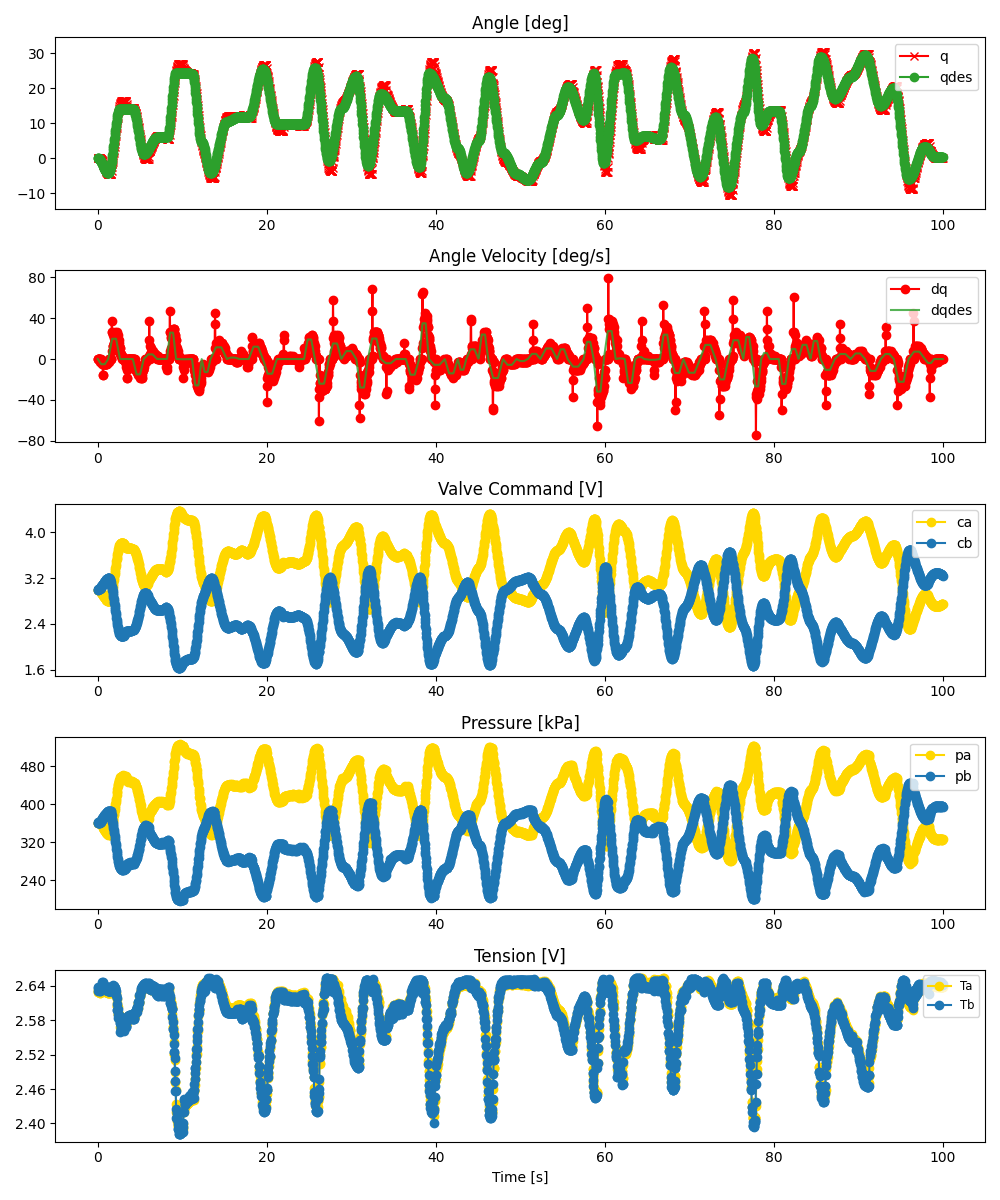 Angle [deg]
30
20
10
0
−10
q
qdes
0 20 40 60 80 100
Angle Velocity [deg/s]
80
40
0
−40
−80
dq
dqdes
0 20 40 60 80 100
Valve Command [V]
4.0
3.2
2.4
1.6
ca
cb
0 20 40 60 80 100
Pressure [kPa]
480
400
320
240
pa
pb
0 20 40 60 80 100
Tension [V]
2.64
2.58
2.52
2.46
2.40
Ta
Tb
0 20 40 60 80 100
Time [s]